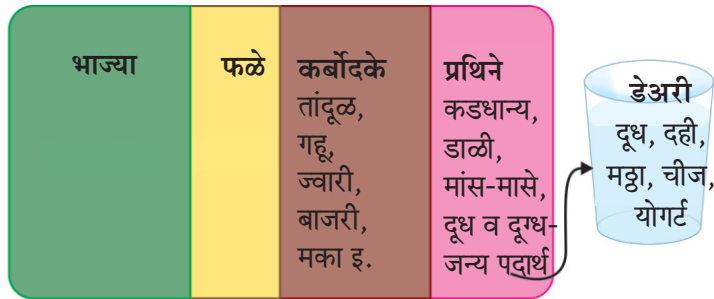 भाज्या
फळे
कर्बोदके
तांदूळ,
गहू,
ज्वारी,
बाजरी,
मका इ.
प्रथिने
कडधान्य,
डाळी,
मांस-मासे,
दूध व दूग्ध-
जन्य पदार्थ
डेअरी
दूध, दही,
मठ्ठा, चीज,
योगर्ट